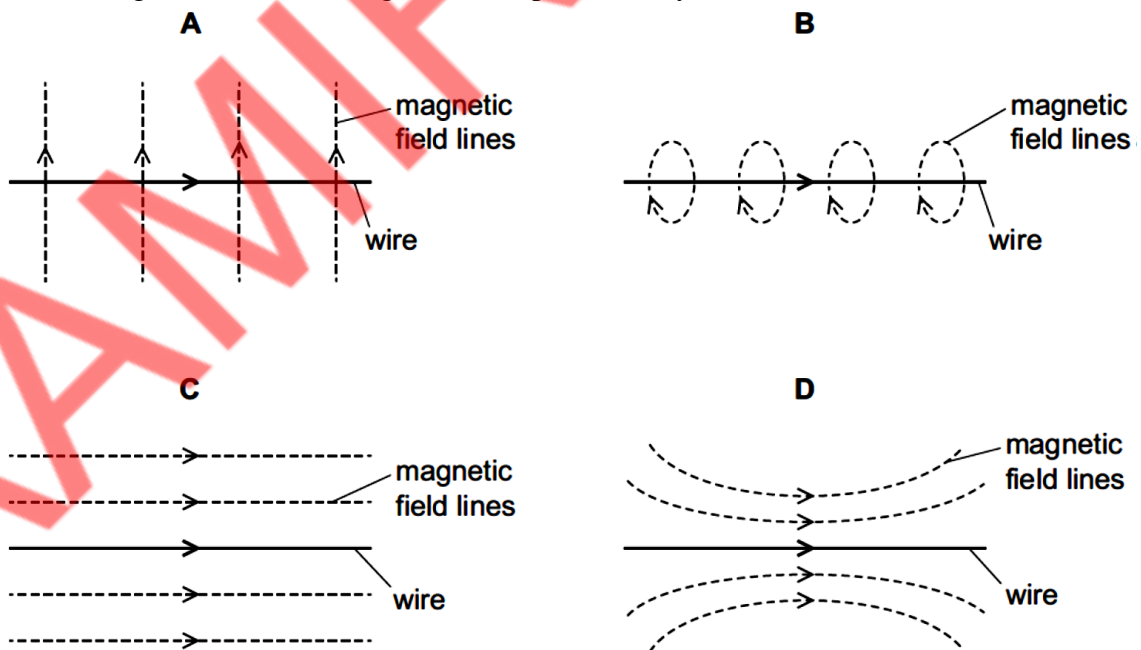 A
B
magnetic
field lines
wire
magnetic
field lines
wire
C
D
magnetic
field lines
wire
magnetic
field lines
wire